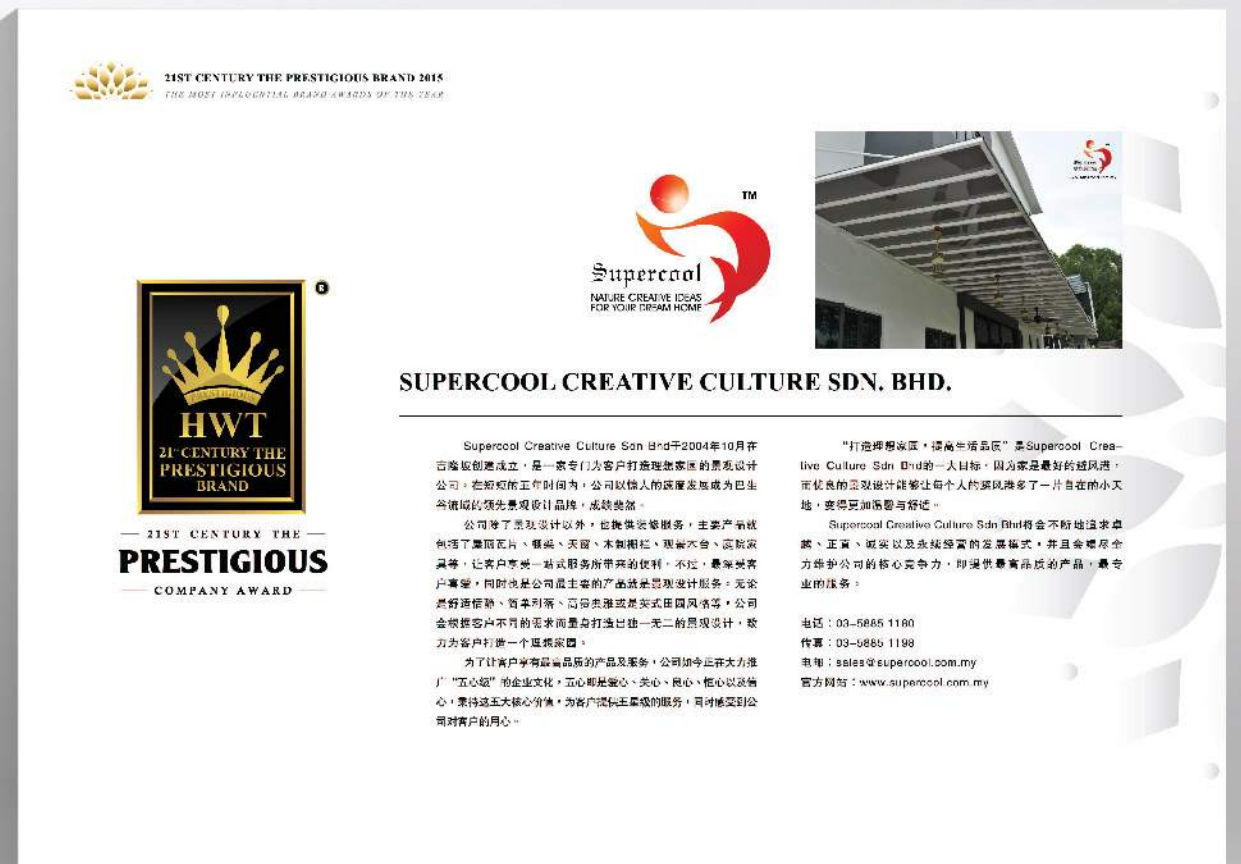 21ST CENTURY THE PRESTIGIOUS BRAND 2015
THE MOST INFLUENTIAL BRAND AWARDS OF THE YEAR
TM
Supercool
NATURE CREATIVE IDEAS
FOR YOUR DREAM HOME
R
PRESTIGIOUS
HWT
21ST CENTURY THE
PRESTIGIOUS
BRAND
21ST CENTURY THE
PRESTIGIOUS
COMPANY AWARD
SUPERCOOL CREATIVE CULTURE SDN. BHD.
Supercool Creative Culture Sdn Bhd于2004年10月在
吉隆坡创建成立，是一家专门为客户打造理想家园的景观设计
公司。在短短的五年时间内，公司以惊人的速度发展成为巴生
谷流域的领先景观设计品牌，成绩斐然。
公司除了景观设计以外，也提供装修服务，主要产品就
包括了屋顶瓦片、棚架、天窗、木制栅栏、观景木台、庭院家
具等，让客户享受一站式服务所带来的便利。不过，最深受客
户喜爱，同时也是公司最主要的产品就是景观设计服务。无论
是舒适恬静、简单利落、高贵典雅或是英式田园风格等，公司
会根据客户不同的要求而量身打造出独一无二的景观设计，致
力为客户打造一个理想家园。
为了让客户享有最高品质的产品及服务，公司如今正在大力推
广“五心级”的企业文化，五心即是爱心、关心、良心、恒心以及信
心，秉持这五大核心价值，为客户提供五星级的服务，同时感受到公
司对客户的用心。
“打造理想家园，提高生活品质”是Supercool Crea-
tive Culture Sdn Bhd的一大目标，因为家是最好的避风港，
而优良的景观设计能够让每个人的避风港多了一片自在的小天
地，变得更加温馨与舒适。
Supercool Creative Culture Sdn Bhd将会不断地追求卓
越、正直、诚实以及永续经营的发展模式，并且会竭尽全
力维护公司的核心竞争力，即提供最高品质的产品，最专
业的服务。
电话：03-5885 1180
传真：03-5885 1198
电邮：sales@supercool.com.my
官方网站：www.supercool.com.my